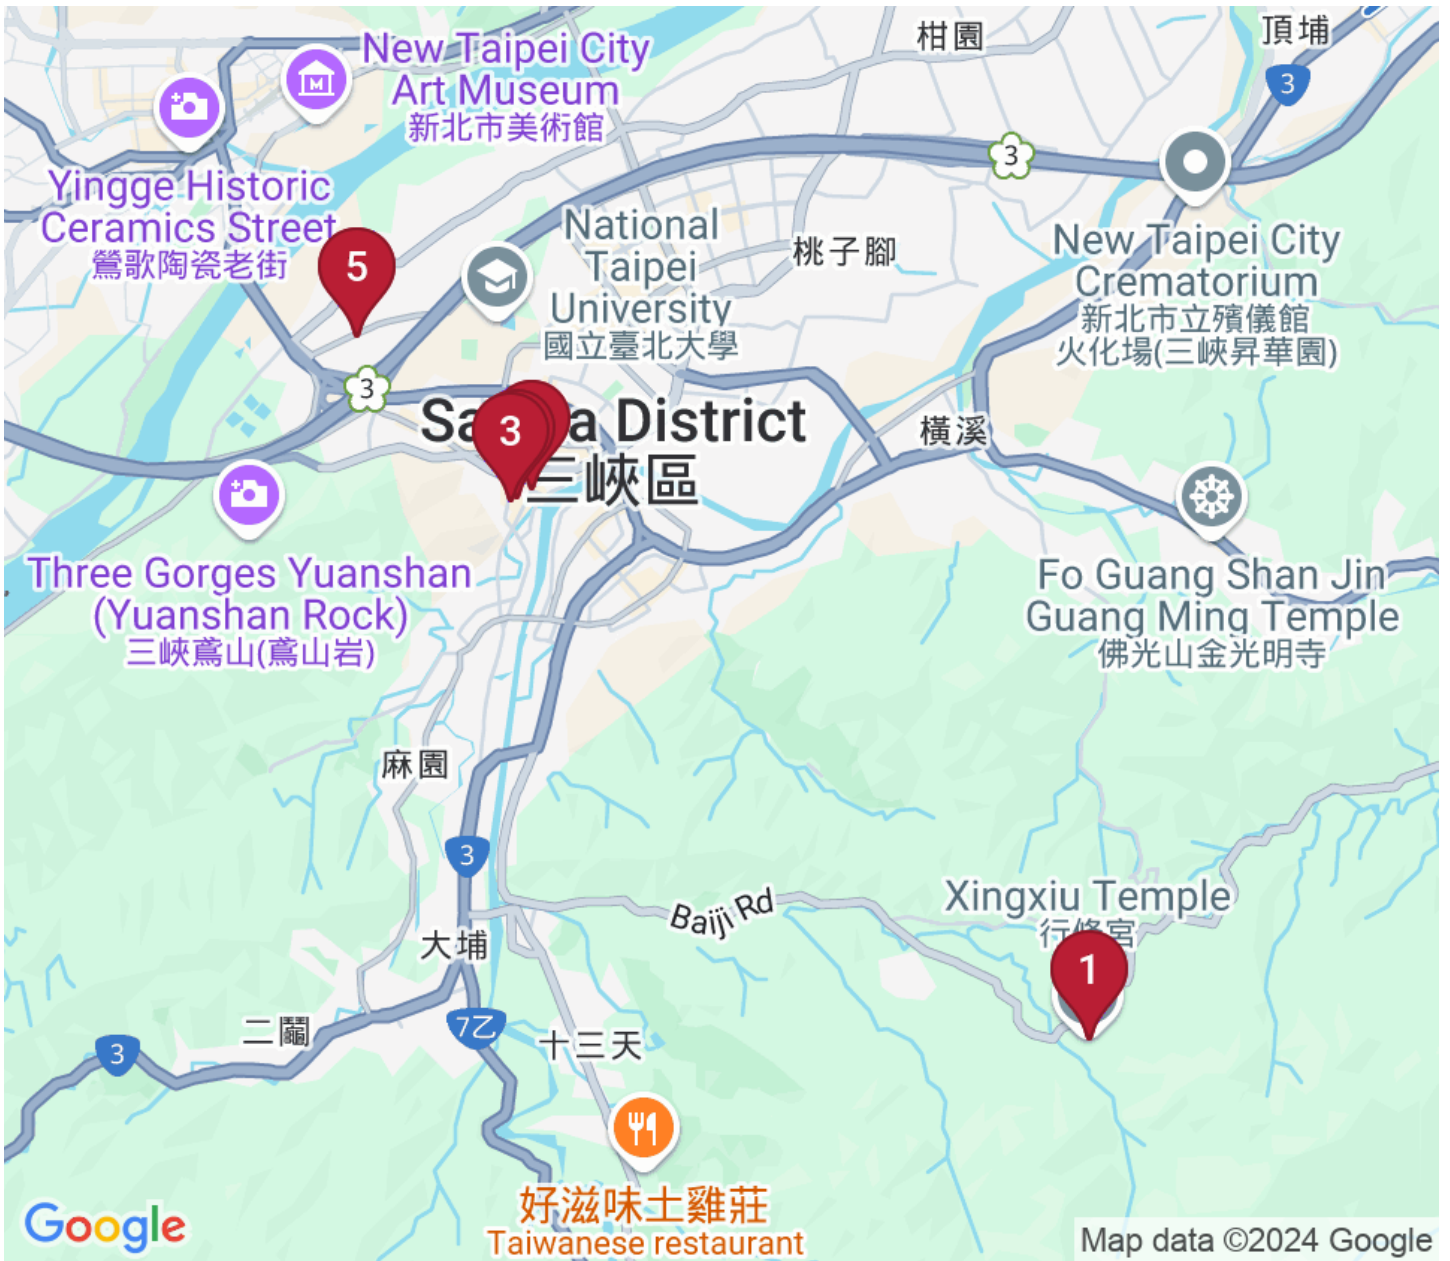 柑園
頂埔
3
New Taipei City
Art Museum
新北市美術館
3
Yingge Historic
Ceramics Street
鶯歌陶瓷老街
5
National
Taipei
University
國立臺北大學
桃子腳
New Taipei City
Crematorium
新北市立殯儀館
火化場(三峽昇華園)
3
District
三峽區
3
橫溪
Three Gorges Yuanshan
(Yuanshan Rock)
三峽鳶山(鳶山岩)
Fo Guang Shan Jin
Guang Ming Temple
佛光山金光明寺
麻園
3
Baiji Rd
Xingxiu Temple
行修宮
1
大埔
二鬮
7乙
十三天
3
好滋味土雞莊
Taiwanese restaurant
Google
Map data ©2024 Google